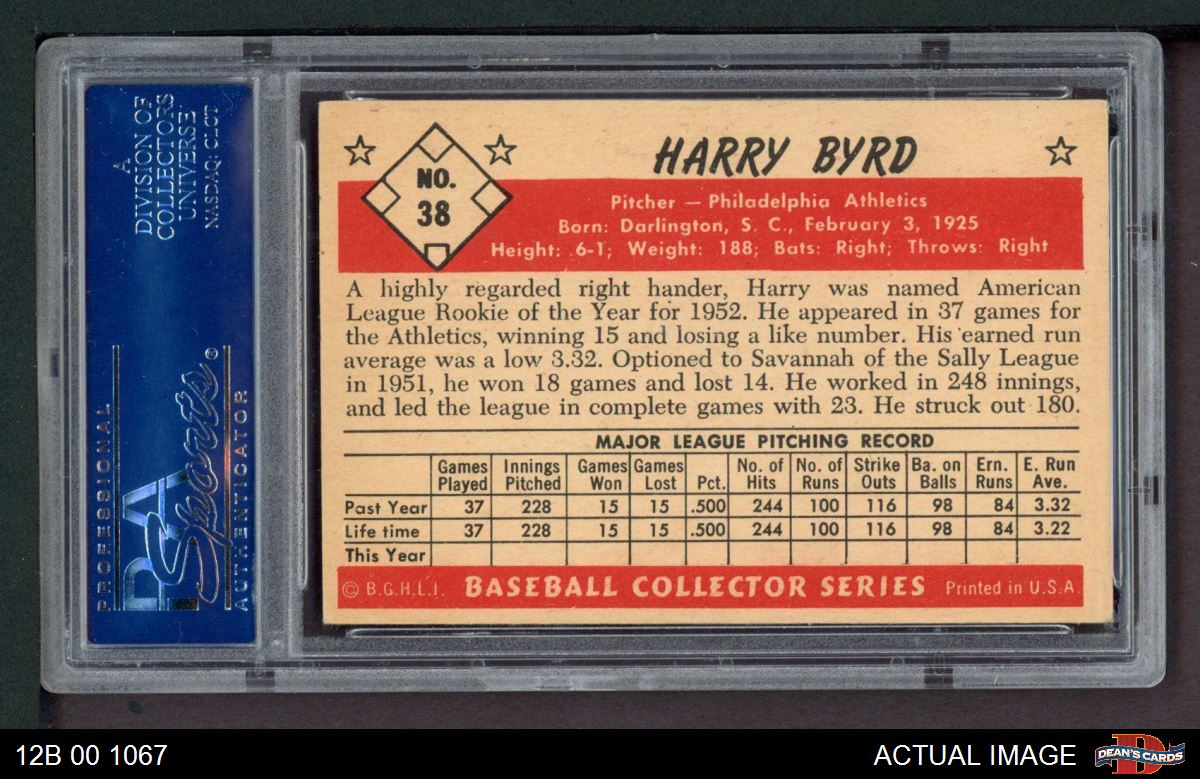 A
DIVISION OF
COLLECTORS
UNIVERSE
NASDAQ: CLCT
PROFESSIONAL
PSA
Sports®
AUTHENTICATOR
NO.
38
HARRY BYRD
Pitcher — Philadelphia Athletics
Born: Darlington, S. C., February 3, 1925
Height: 6-1; Weight: 188; Bats: Right; Throws: Right
A highly regarded right hander, Harry was named American
League Rookie of the Year for 1952. He appeared in 37 games for
the Athletics, winning 15 and losing a like number. His earned run
average was a low 3.32. Optioned to Savannah of the Sally League
in 1951, he won 18 games and lost 14. He worked in 248 innings,
and led the league in complete games with 23. He struck out 180.
MAJOR LEAGUE PITCHING RECORD
Games Innings Games Games No. of No. of Strike Ba. on Ern. E. Run
Played Pitched Won Lost Pct. Hits Runs Outs Balls Runs Ave.
Past Year 37 228 15 15 .500 244 100 116 98 84 3.32
Life time 37 228 15 15 .500 244 100 116 98 84 3.22
This Year
© B.G.H.L.I. BASEBALL COLLECTOR SERIES Printed in U.S.A.
12B 00 1067
ACTUAL IMAGE
DEAN'S CARDS